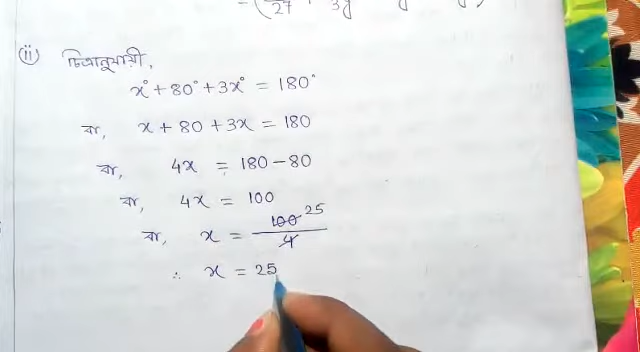 (ii) চিত্রানুযায়ী,
x° + 80° + 3x° = 180°
বা, x + 80 + 3x = 180
বা, 4x = 180 - 80
বা, 4x = 100
বা, x = 100/4 25
∴ x = 25